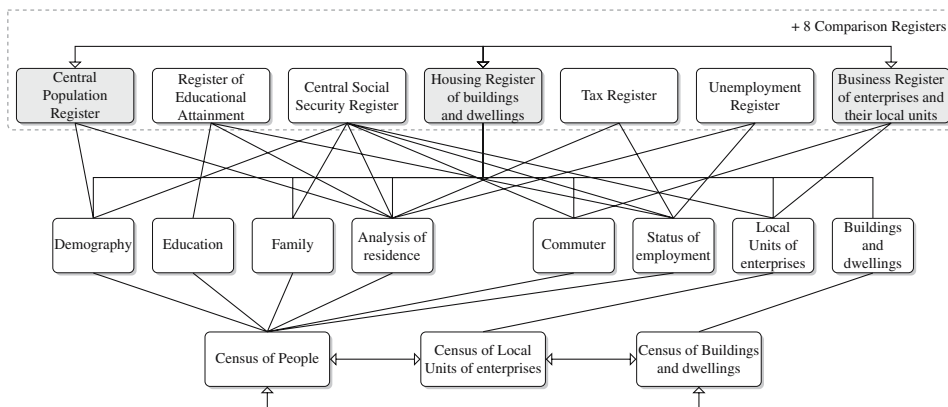 + 8 Comparison Registers
Central
Population
Register
Register of
Educational
Attainment
Central Social
Security Register
Housing Register
of buildings
and dwellings
Tax Register
Unemployment
Register
Business Register
of enterprises and
their local units
Demography
Education
Family
Analysis of
residence
Commuter
Status of
employment
Local
Units of
enterprises
Buildings
and
dwellings
Census of People
Census of Local
Units of enterprises
Census of Buildings
and dwellings